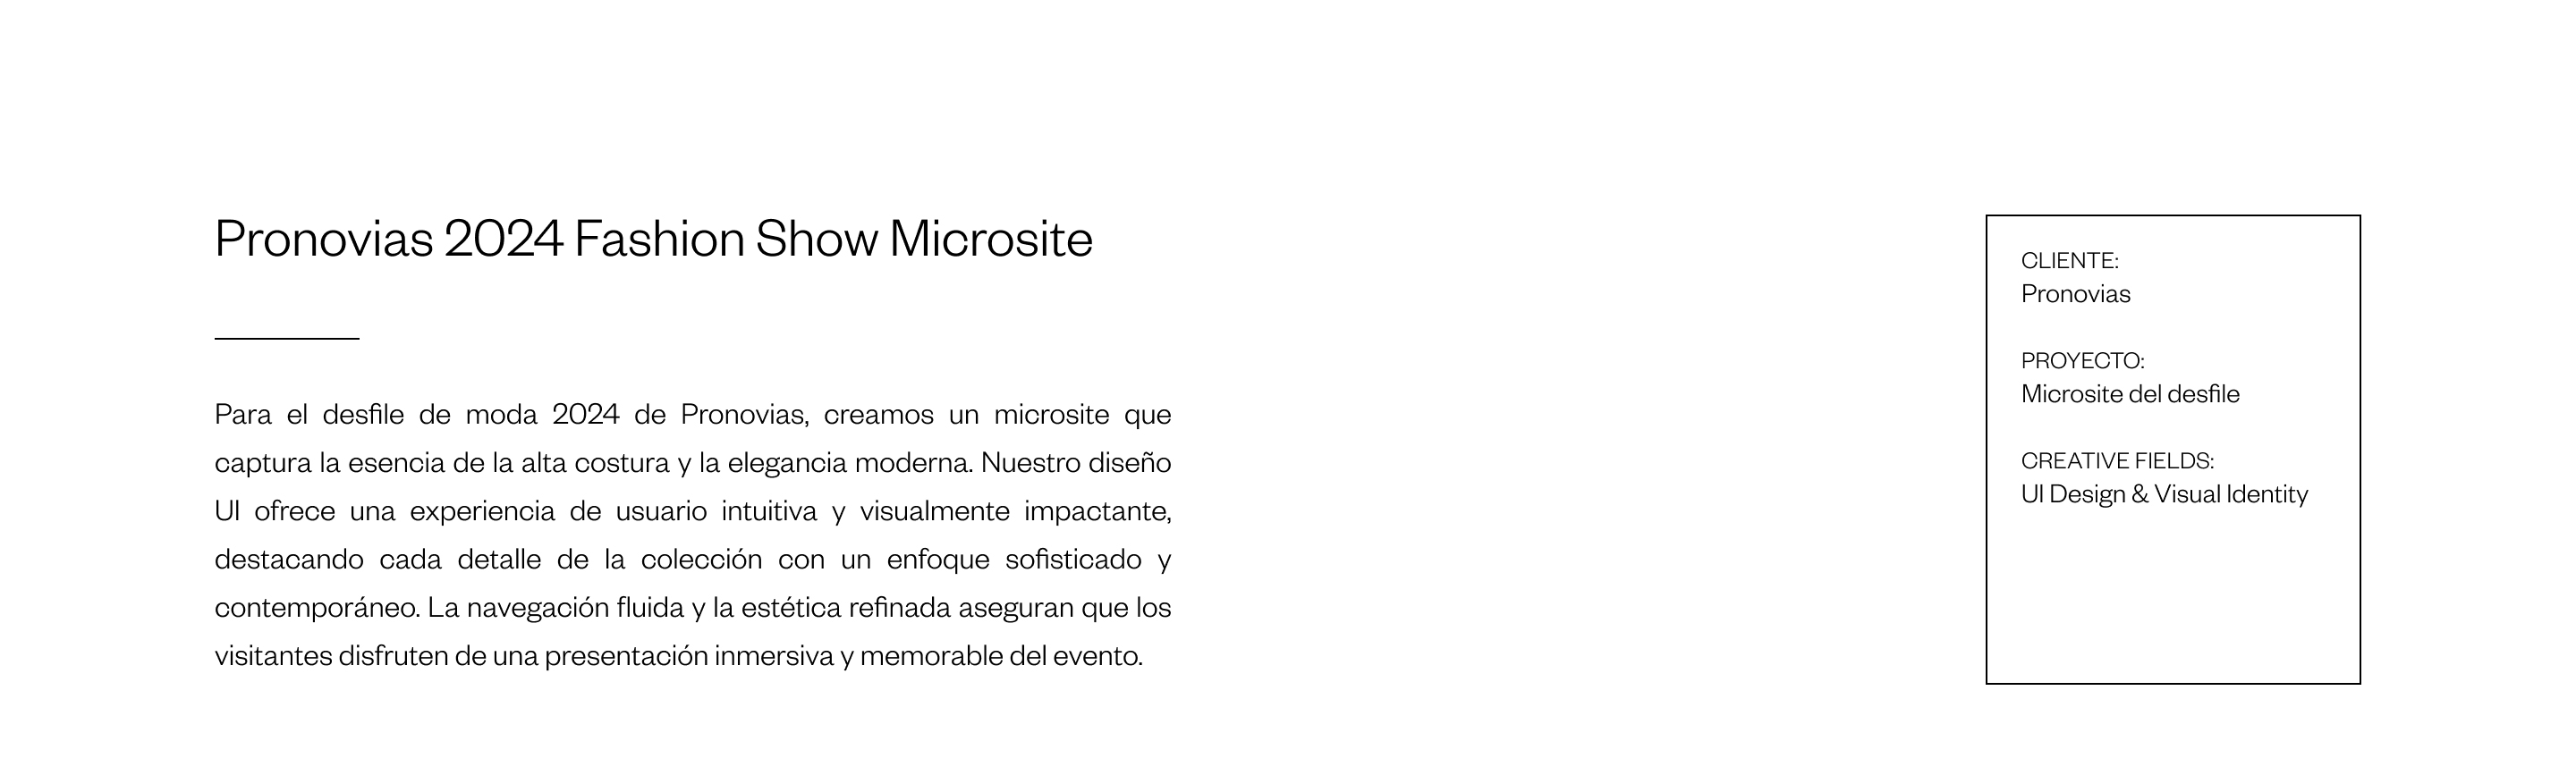 Pronovias 2024 Fashion Show Microsite
Para el desfile de moda 2024 de Pronovias, creamos un microsite que
captura la esencia de la alta costura y la elegancia moderna. Nuestro diseño
UI ofrece una experiencia de usuario intuitiva y visualmente impactante,
destacando cada detalle de la colección con un enfoque sofisticado y
contemporáneo. La navegación fluida y la estética refinada aseguran que los
visitantes disfruten de una presentación inmersiva y memorable del evento.
CLIENTE:
Pronovias
PROYECTO:
Microsite del desfile
CREATIVE FIELDS:
UI Design & Visual Identity